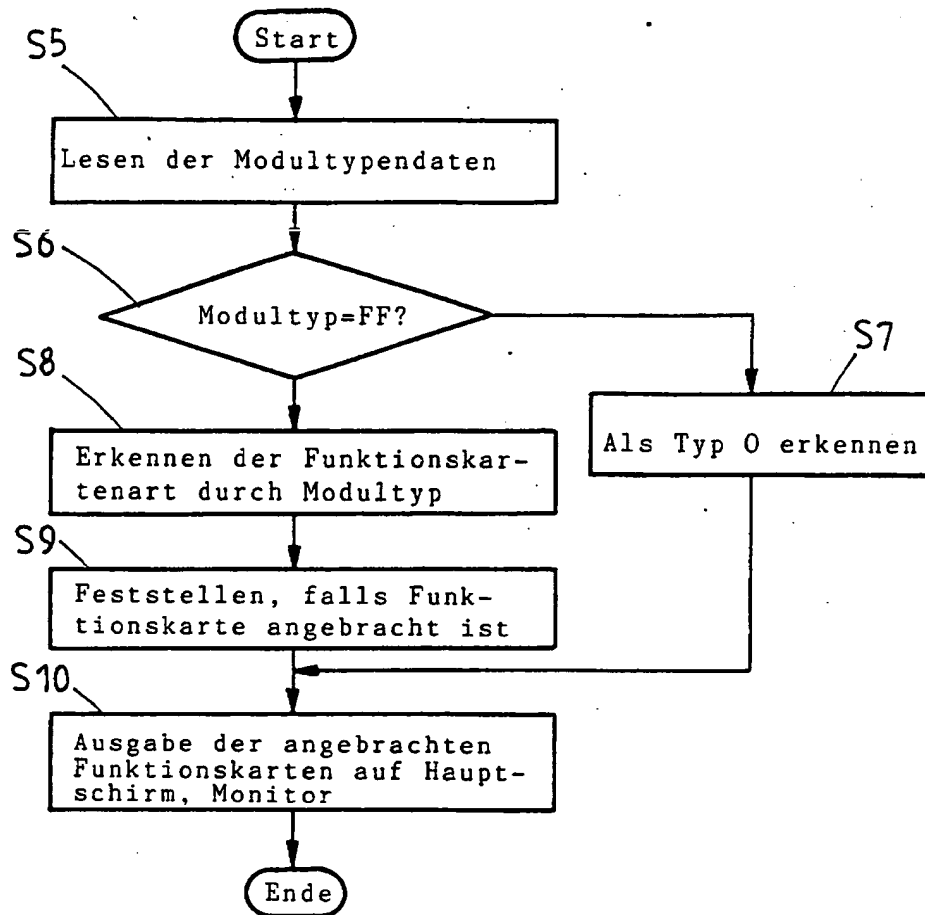 Start
S5
Lesen der Modultypendaten
S6
Modultyp=FF?
S7
Als Typ 0 erkennen
S8
Erkennen der Funktionskar-
tenart durch Modultyp
S9
Feststellen, falls Funk-
tionskarte angebracht ist
S10
Ausgabe der angebrachten
Funktionskarten auf Haupt-
schirm, Monitor
Ende